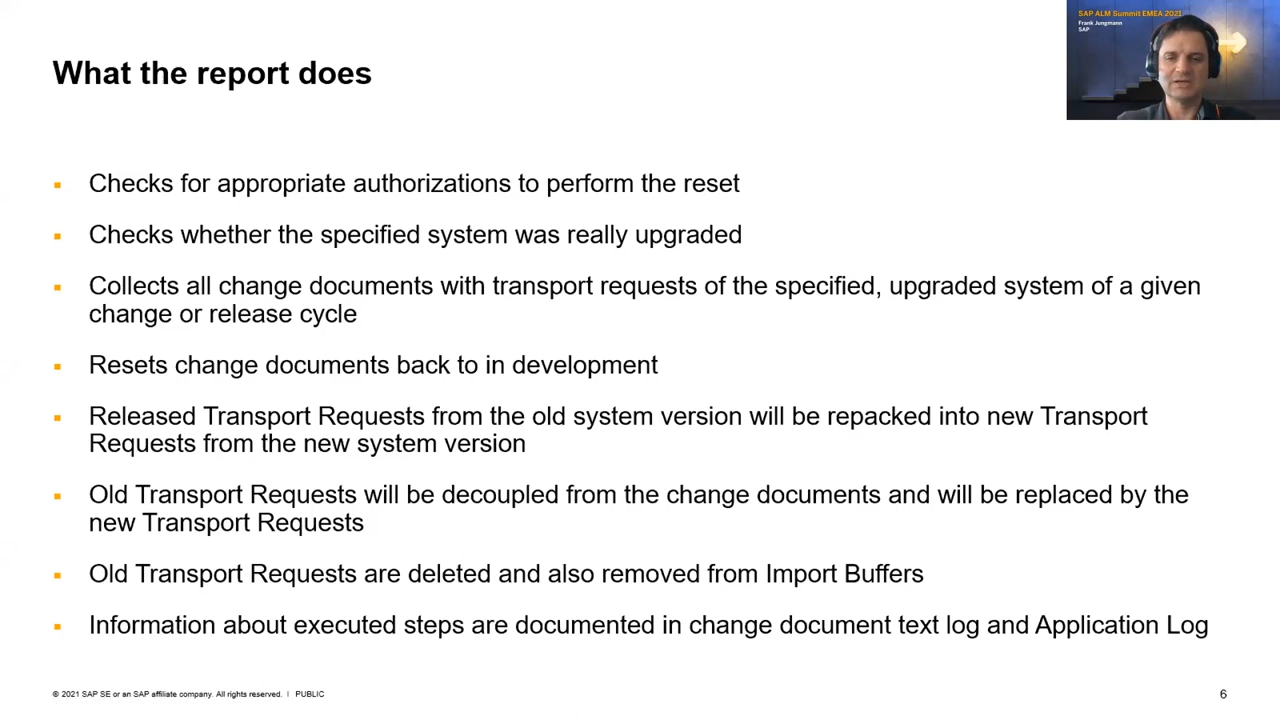 SAP ALM Summit EMEA 2021
Frank Jungmann
SAP
What the report does
▪ Checks for appropriate authorizations to perform the reset
▪ Checks whether the specified system was really upgraded
▪ Collects all change documents with transport requests of the specified, upgraded system of a given
change or release cycle
▪ Resets change documents back to in development
▪ Released Transport Requests from the old system version will be repacked into new Transport
Requests from the new system version
▪ Old Transport Requests will be decoupled from the change documents and will be replaced by the
new Transport Requests
▪ Old Transport Requests are deleted and also removed from Import Buffers
▪ Information about executed steps are documented in change document text log and Application Log
© 2021 SAP SE or an SAP affiliate company. All rights reserved. | PUBLIC
6